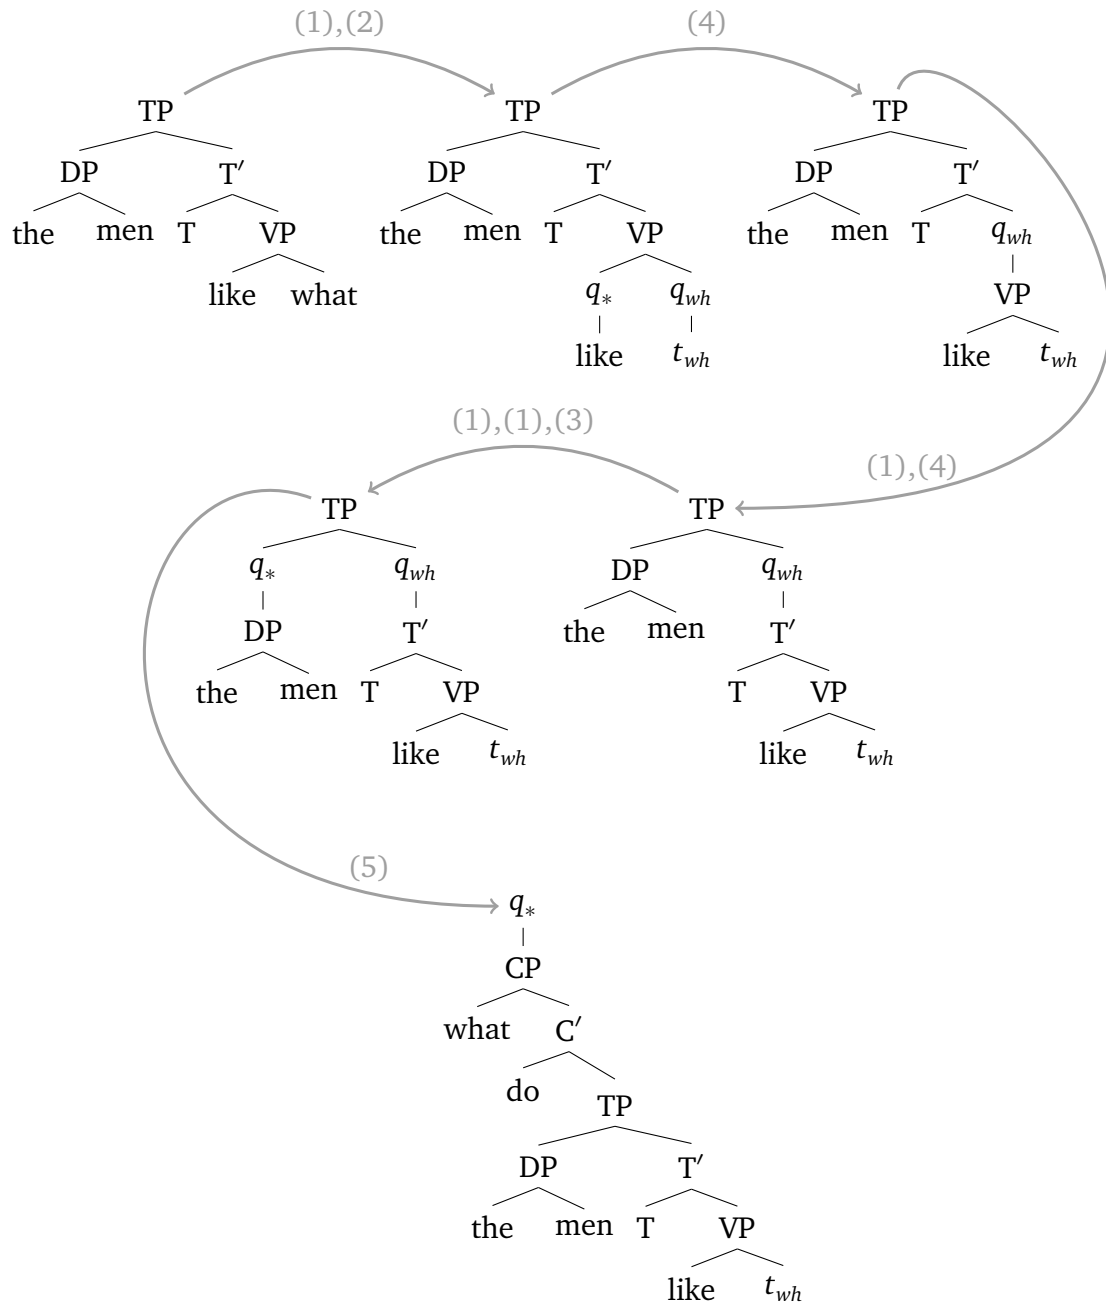 (1),(2) (4)
TP TP TP
DP T′ DP T′ DP T′
the men T VP the men T VP the men T q_wh
like what q_* q_wh VP
like t_wh like t_wh
(1),(1),(3)
(1),(4)
TP TP
q_* q_wh DP q_wh
DP T′ the men T′
the men T VP T VP
like t_wh like t_wh
(5)
q_*
CP
what C′
do TP
DP T′
the men T VP
like t_wh